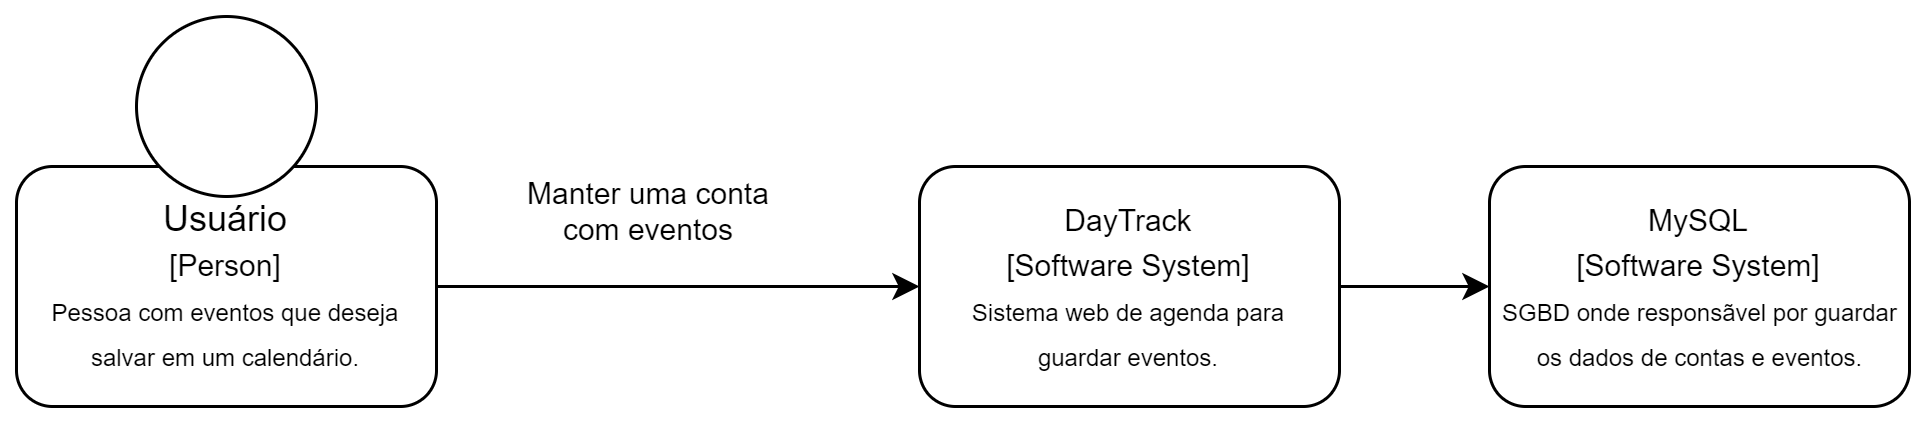 Usuário
[Person]
Pessoa com eventos que deseja
salvar em um calendário.
Manter uma conta
com eventos
DayTrack
[Software System]
Sistema web de agenda para
guardar eventos.
MySQL
[Software System]
SGBD onde responsãvel por guardar
os dados de contas e eventos.